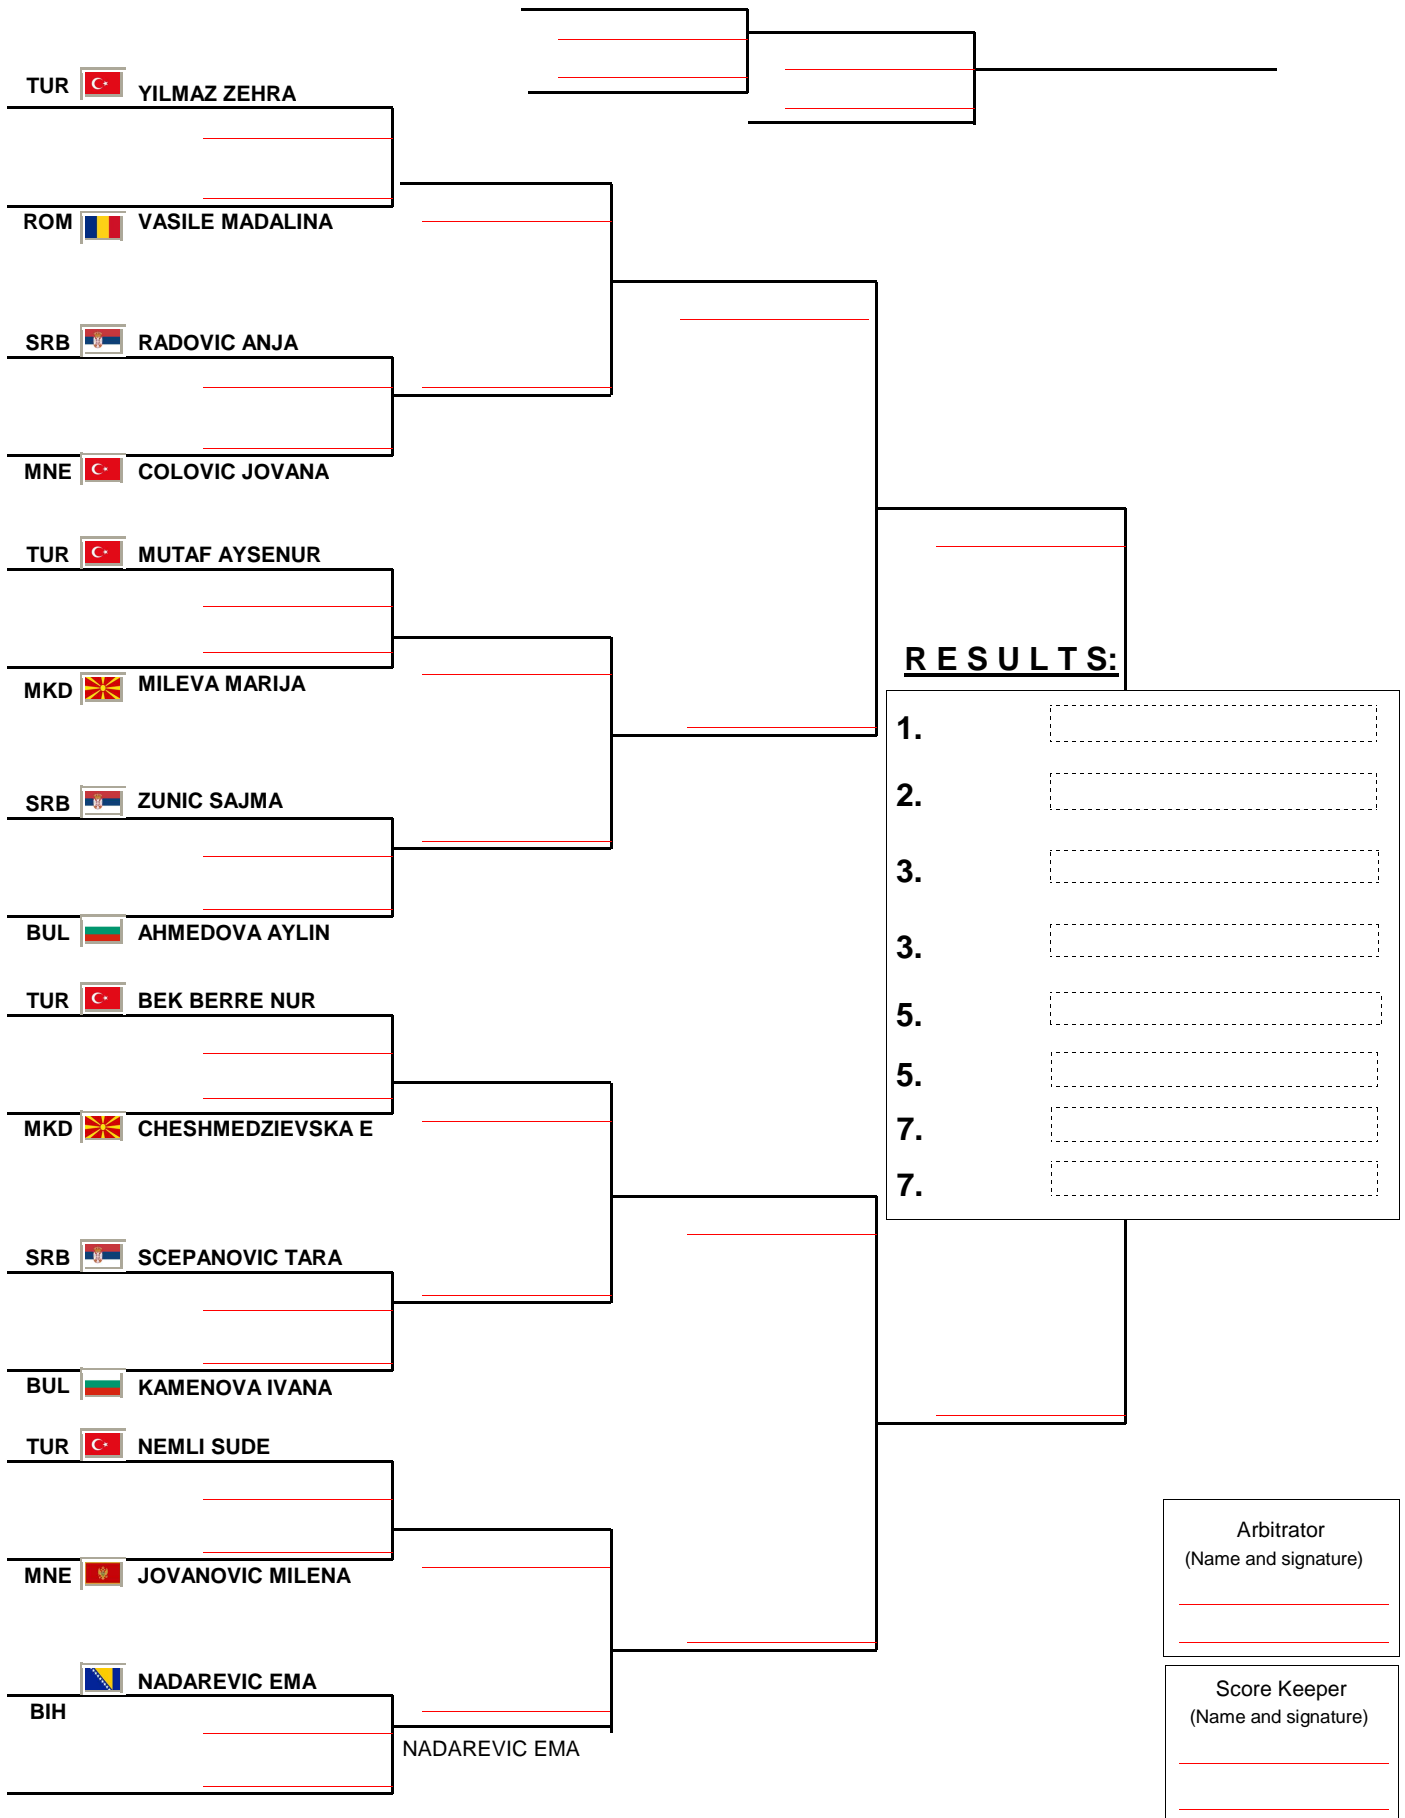 TUR YILMAZ ZEHRA
ROM VASILE MADALINA
SRB RADOVIC ANJA
MNE COLOVIC JOVANA
TUR MUTAF AYSENUR
MKD MILEVA MARIJA
SRB ZUNIC SAJMA
BUL AHMEDOVA AYLIN
TUR BEK BERRE NUR
MKD CHESHMEDZIEVSKA E
SRB SCEPANOVIC TARA
BUL KAMENOVA IVANA
TUR NEMLI SUDE
MNE JOVANOVIC MILENA
NADAREVIC EMA
BIH
NADAREVIC EMA
R E S U L T S:
1.
2.
3.
3.
5.
5.
7.
7.
Arbitrator
(Name and signature)
Score Keeper
(Name and signature)